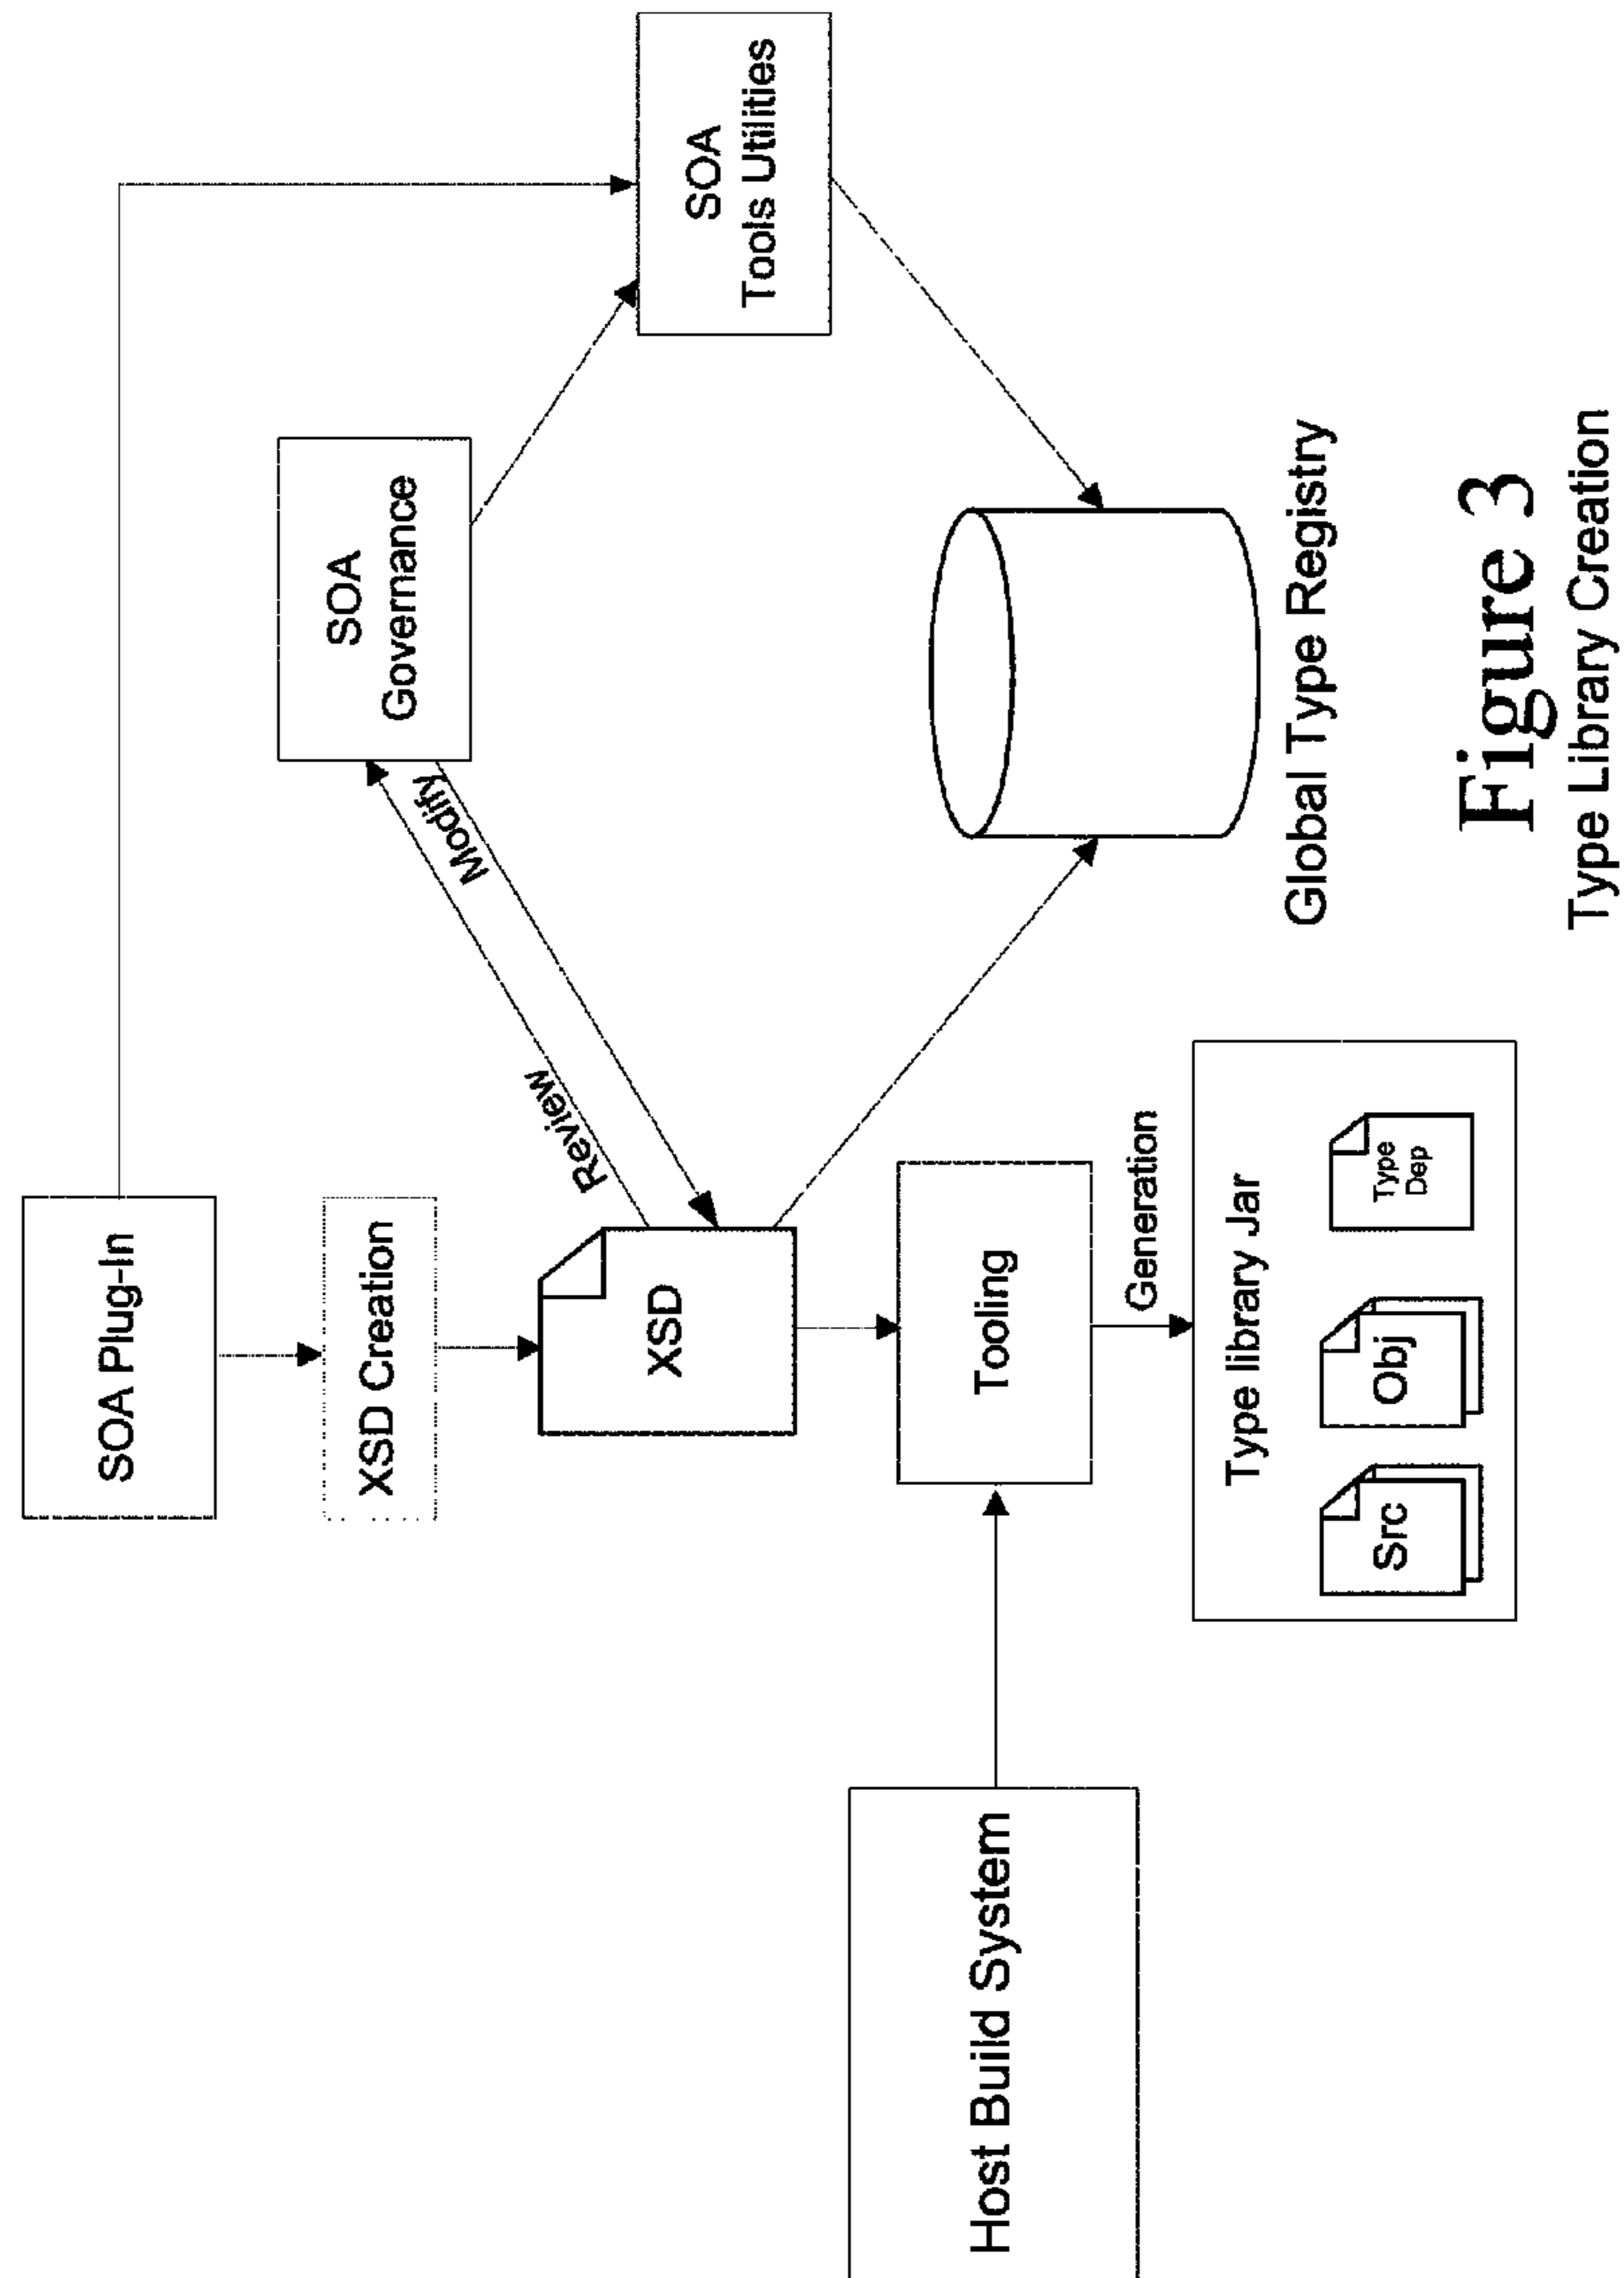 SOA Plug-In
XSD Creation
XSD
Review
Modify
SOA
Governance
SOA
Tools Utilities
Host Build System
Tooling
Generation
Type library Jar
Src
Obj
Type
Dep
Global Type Registry
Figure 3
Type Library Creation